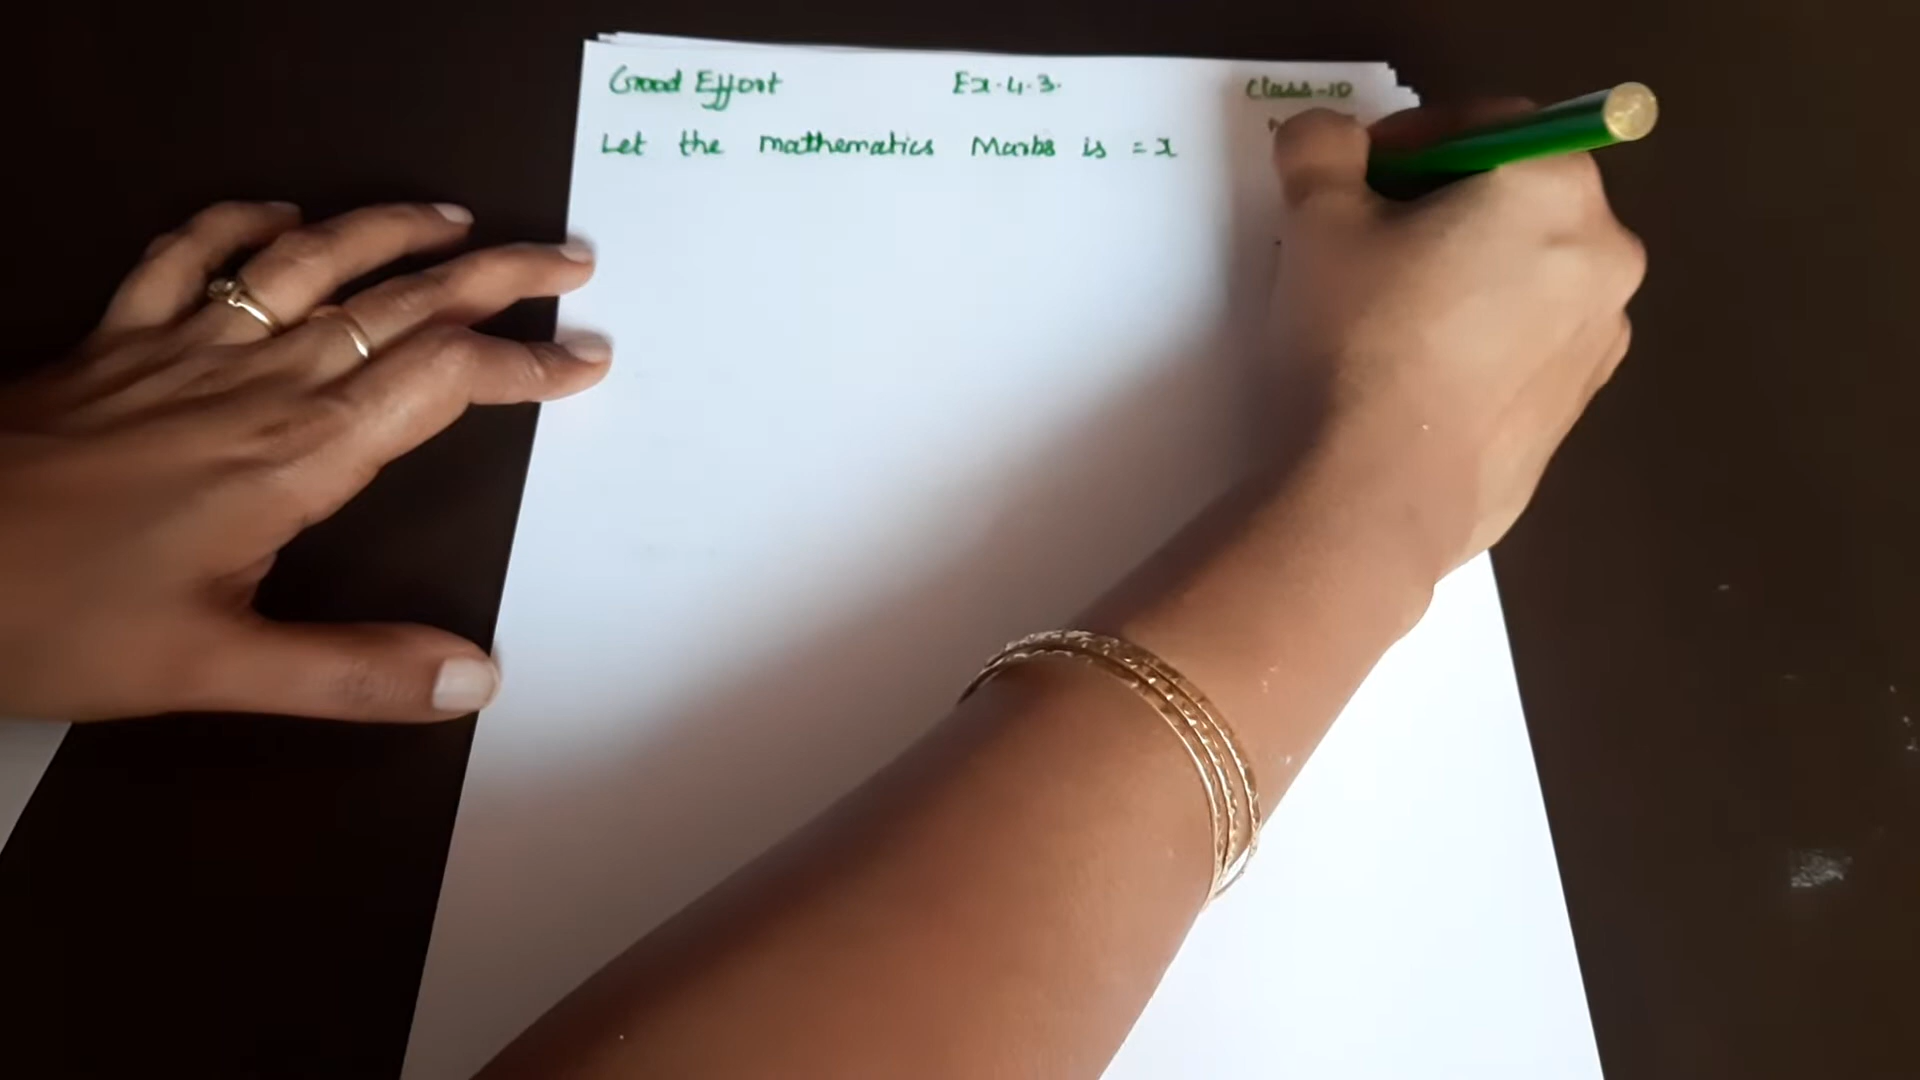 Good Effort Ex.4.3. Class-10
Let the mathematics Marks is = x